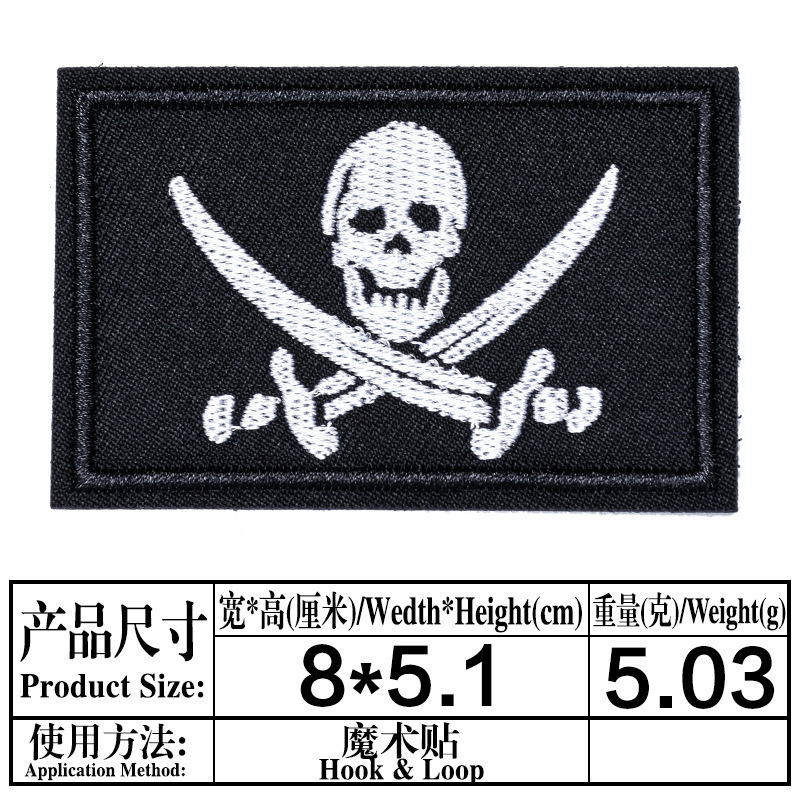 产品尺寸
Product Size:
宽*高(厘米)/Wedth*Height(cm)
重量(克)/Weight(g)
8*5.1
5.03
使用方法:
Application Method:
魔术贴
Hook & Loop